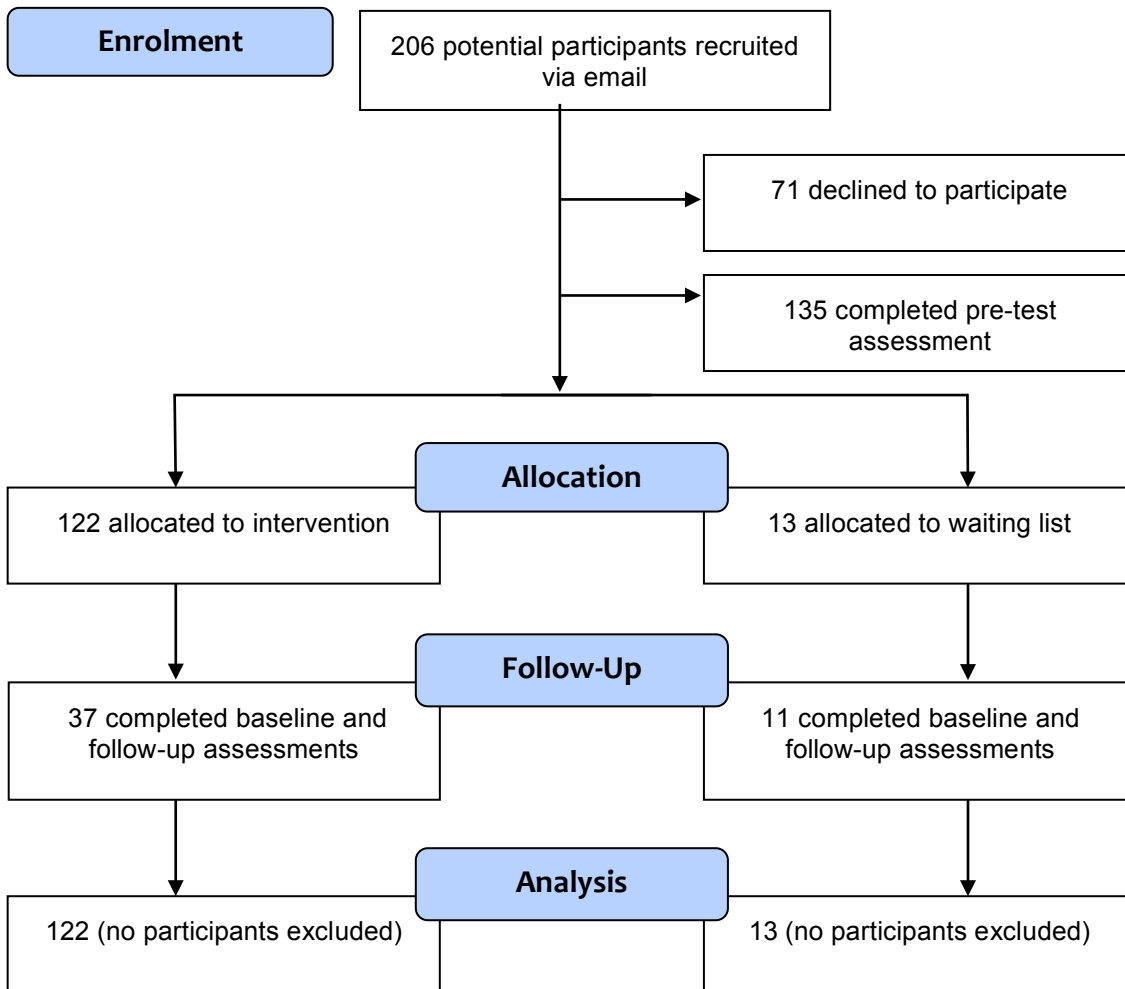 Enrolment
206 potential participants recruited
via email
71 declined to participate
135 completed pre-test
assessment
Allocation
122 allocated to intervention
13 allocated to waiting list
Follow-Up
37 completed baseline and
follow-up assessments
11 completed baseline and
follow-up assessments
Analysis
122 (no participants excluded)
13 (no participants excluded)